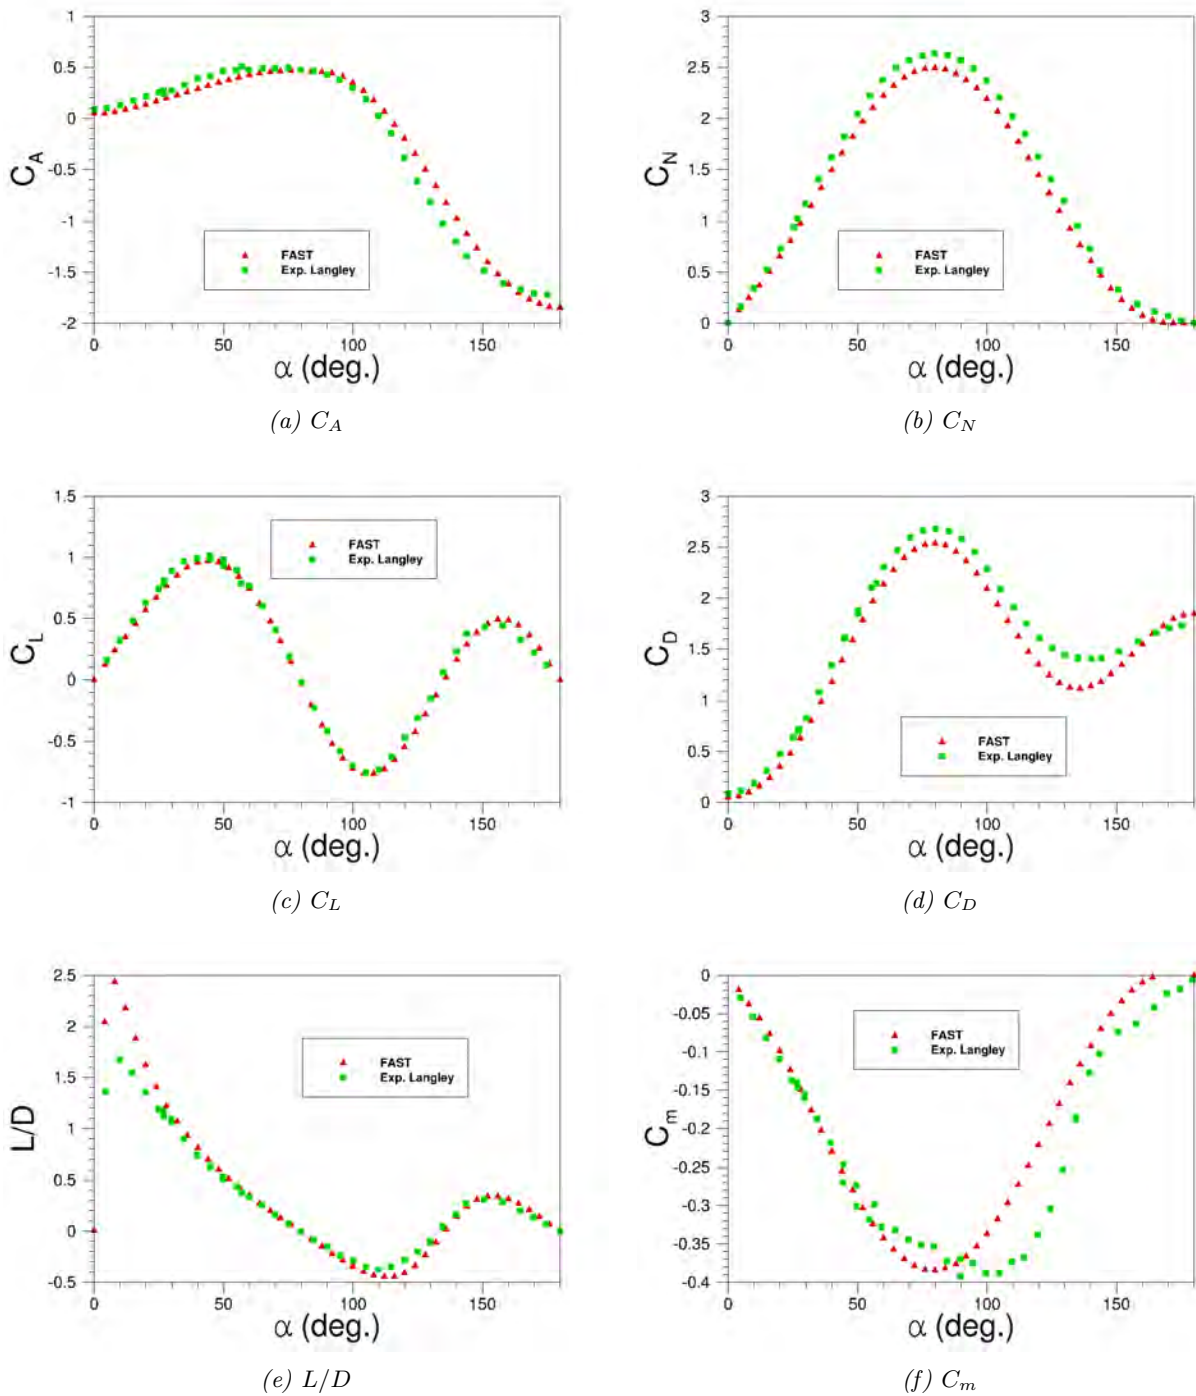 1
0.5
0
-0.5
-1
-1.5
-2
C_A
FAST
Exp. Langley
0 50 100 150
α (deg.)
(a) C_A
3
2.5
2
1.5
1
0.5
0
C_N
FAST
Exp. Langley
0 50 100 150
α (deg.)
(b) C_N
1.5
1
0.5
0
-0.5
-1
C_L
FAST
Exp. Langley
0 50 100 150
α (deg.)
(c) C_L
3
2.5
2
1.5
1
0.5
0
C_D
FAST
Exp. Langley
0 50 100 150
α (deg.)
(d) C_D
2.5
2
1.5
1
0.5
0
-0.5
L/D
FAST
Exp. Langley
0 50 100 150
α (deg.)
(e) L/D
0
-0.05
-0.1
-0.15
-0.2
-0.25
-0.3
-0.35
-0.4
C_m
FAST
Exp. Langley
0 50 100 150
α (deg.)
(f) C_m